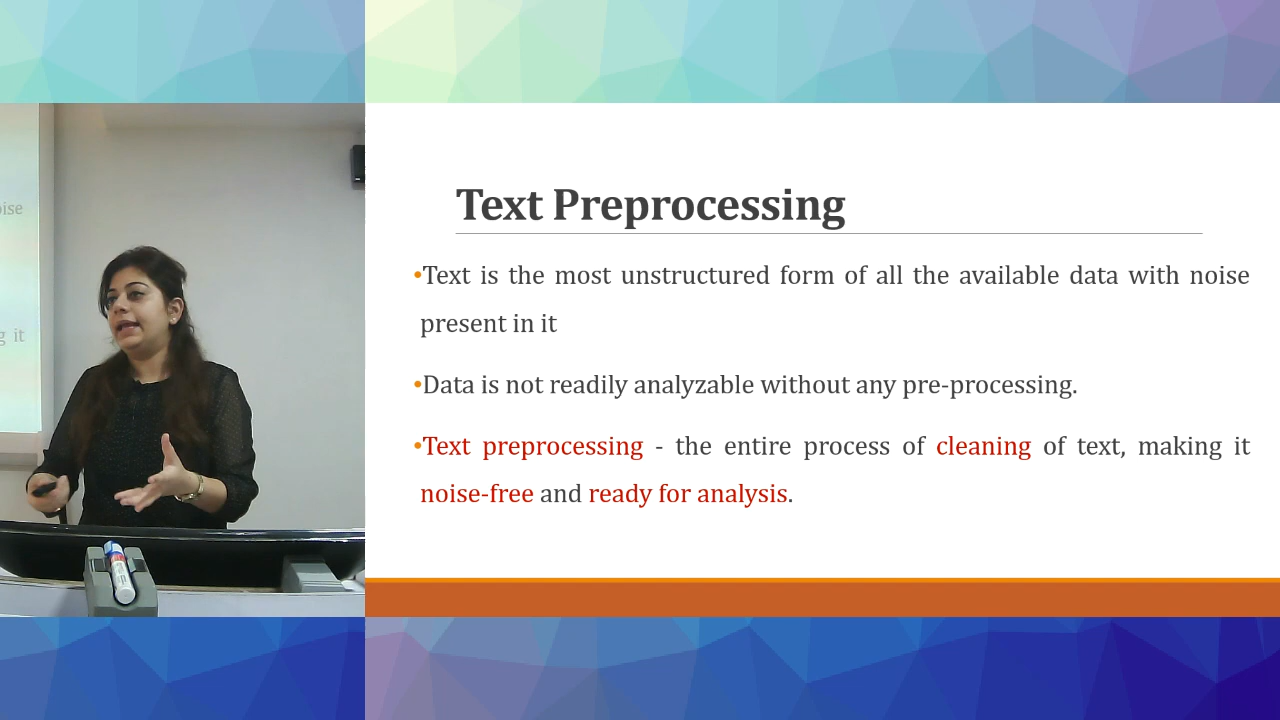 Text Preprocessing
•Text is the most unstructured form of all the available data with noise
present in it
•Data is not readily analyzable without any pre-processing.
•Text preprocessing - the entire process of cleaning of text, making it
noise-free and ready for analysis.